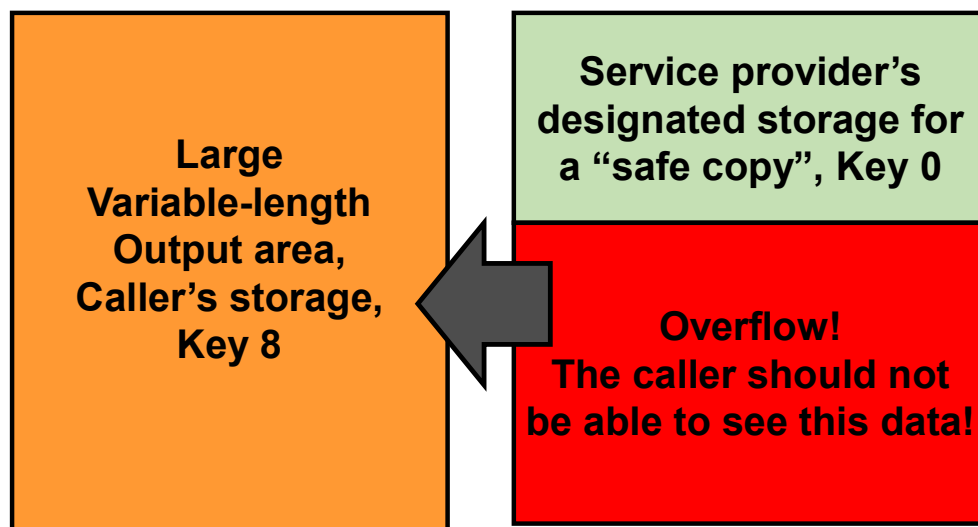 Large
Variable-length
Output area,
Caller’s storage,
Key 8
Service provider’s
designated storage for
a “safe copy”, Key 0
Overflow!
The caller should not
be able to see this data!